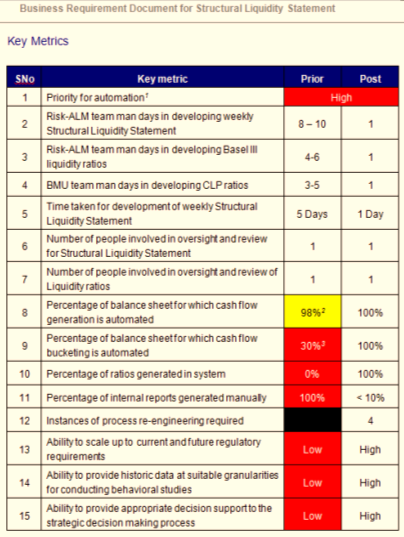 Business Requirement Document for Structural Liquidity Statement
Key Metrics
SNo Key metric Prior Post
1 Priority for automation¹ High
2 Risk-ALM team man days in developing weekly
Structural Liquidity Statement 8 – 10 1
3 Risk-ALM team man days in developing Basel III
liquidity ratios 4-6 1
4 BMU team man days in developing CLP ratios 3-5 1
5 Time taken for development of weekly Structural
Liquidity Statement 5 Days 1 Day
6 Number of people involved in oversight and review
for Structural Liquidity Statement 1 1
7 Number of people involved in oversight and review of
Liquidity ratios 1 1
8 Percentage of balance sheet for which cash flow
generation is automated 98%² 100%
9 Percentage of balance sheet for which cash flow
bucketing is automated 30%³ 100%
10 Percentage of ratios generated in system 0% 100%
11 Percentage of internal reports generated manually 100% < 10%
12 Instances of process re-engineering required 4
13 Ability to scale up to current and future regulatory
requirements Low High
14 Ability to provide historic data at suitable granularities
for conducting behavioral studies Low High
15 Ability to provide appropriate decision support to the
strategic decision making process Low High